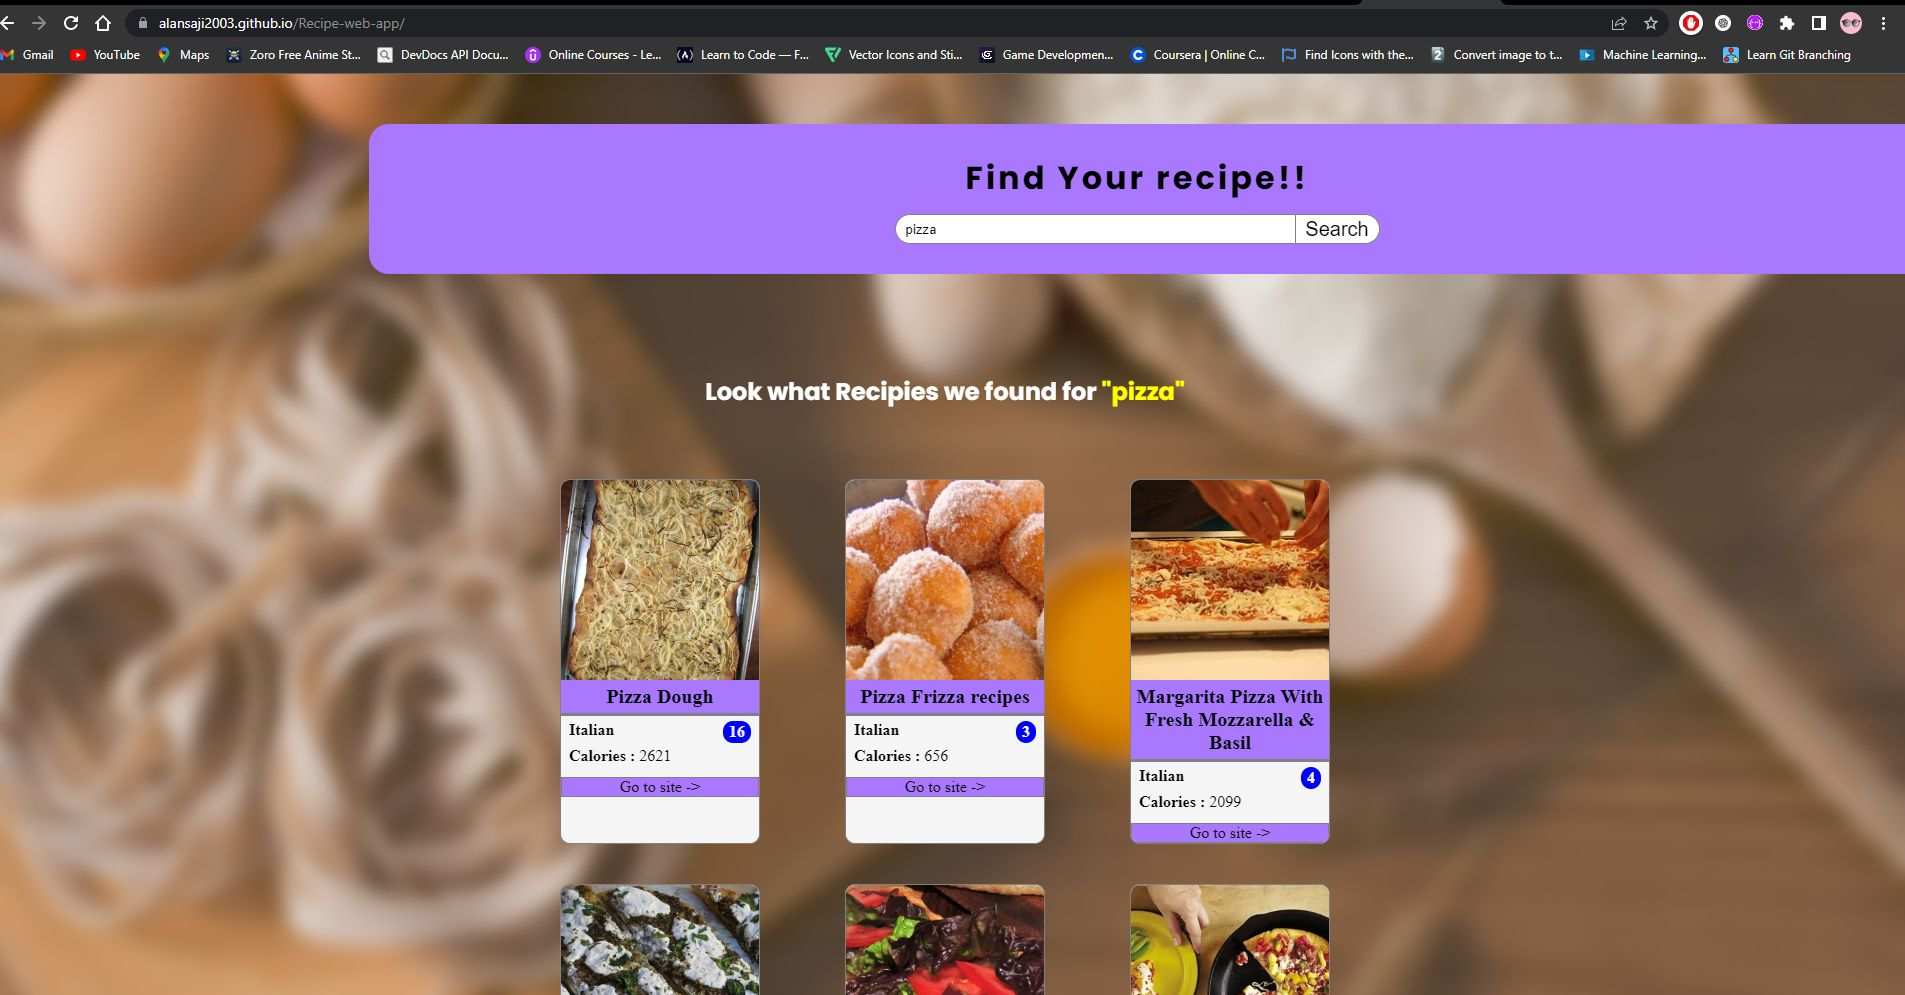 alansaji2003.github.io/Recipe-web-app/
Gmail YouTube Maps Zoro Free Anime St... DevDocs API Docu... Online Courses - Le... Learn to Code — F... Vector Icons and Sti... Game Developmen... Coursera | Online C... Find Icons with the... Convert image to t... Machine Learning... Learn Git Branching
Find Your recipe!!
pizza Search
Look what Recipies we found for "pizza"
Pizza Dough
Italian 16
Calories : 2621
Go to site ->
Pizza Frizza recipes
Italian 3
Calories : 656
Go to site ->
Margarita Pizza With
Fresh Mozzarella &
Basil
Italian 4
Calories : 2099
Go to site ->